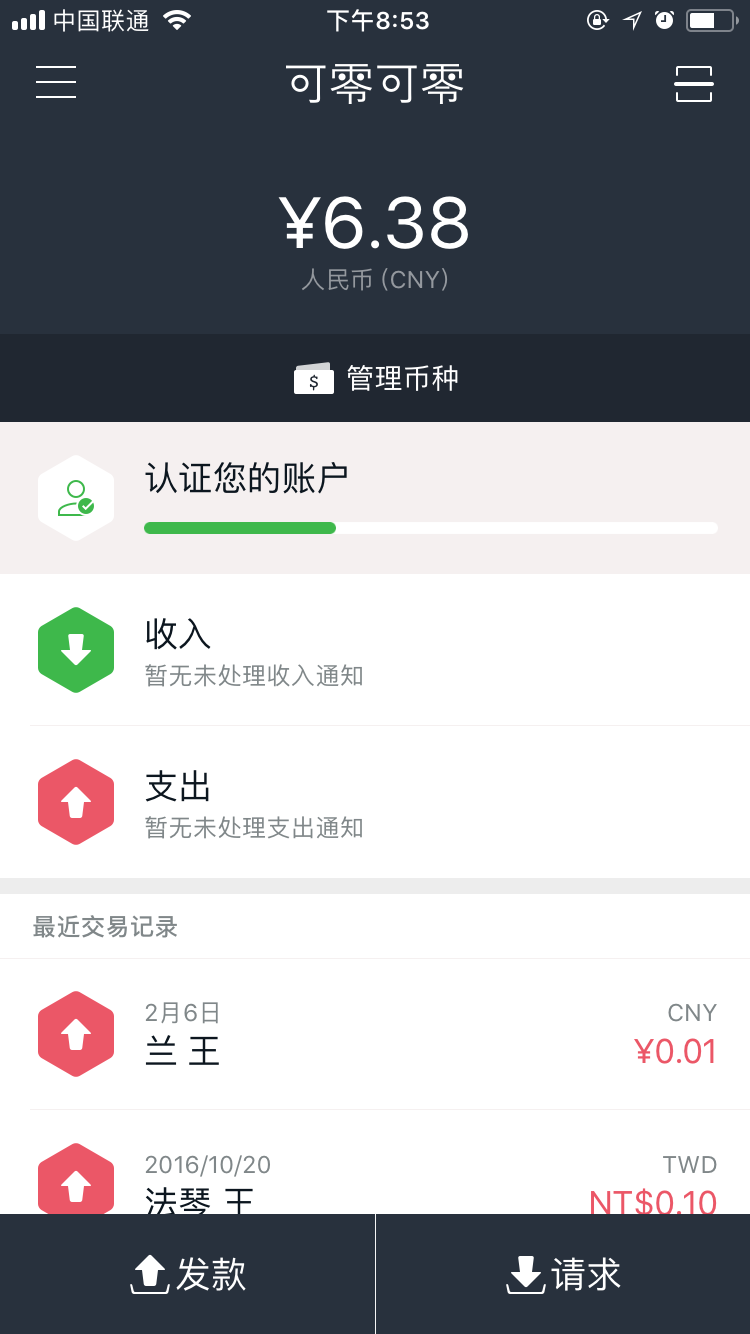 中国联通 下午8:53
可零可零
¥6.38
人民币 (CNY)
$ 管理币种
认证您的账户
收入
暂无未处理收入通知
支出
暂无未处理支出通知
最近交易记录
2月6日 CNY
兰 王 ¥0.01
2016/10/20 TWD
法琴 王 NT$0.10
发款 请求